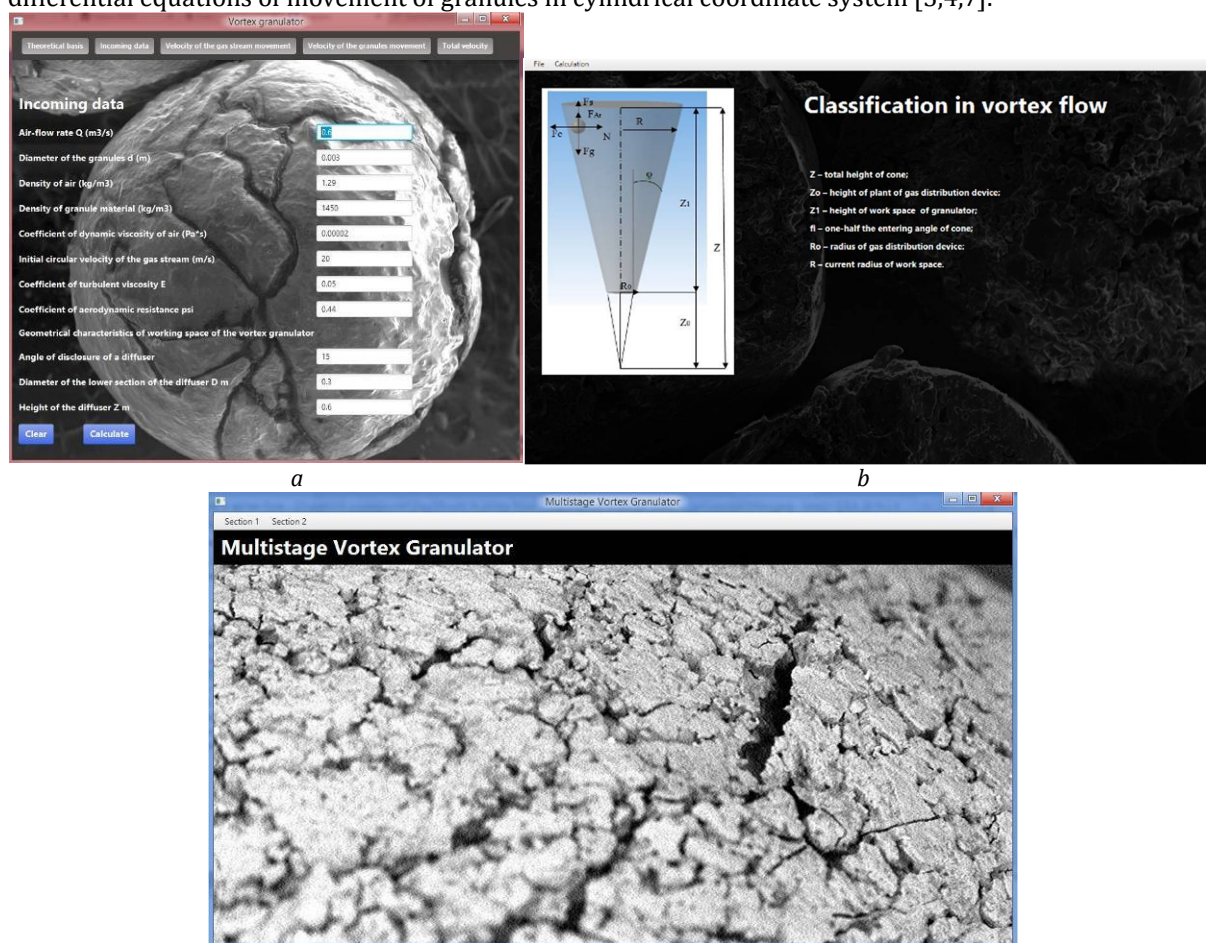 differential equations of movement of granules in cylindrical coordinate system [3,4,7].
Vortex granulator
Theoretical basis Incoming data Velocity of the gas stream movement Velocity of the granules movement Total velocity
Incoming data
Air-flow rate Q (m3/s) 0.6
Diameter of the granules d (m) 0.003
Density of air (kg/m3) 1.29
Density of granule material (kg/m3) 1450
Coefficient of dynamic viscosity of air (Pa*s) 0.00002
Initial circular velocity of the gas stream (m/s) 20
Coefficient of turbulent viscosity E 0.05
Coefficient of aerodynamic resistance psi 0.44
Geometrical characteristics of working space of the vortex granulator
Angle of disclosure of a diffuser 15
Diameter of the lower section of the diffuser D m 0.3
Height of the diffuser Z m 0.6
Clear Calculate
File Calculation
Classification in vortex flow
Fs
FAr
R
Fc
N
Fg
φ
Z1
Z
R0
Z0
Z – total height of cone;
Zo – height of plant of gas distribution device;
Z1 – height of work space of granulator;
fi – one-half the entering angle of cone;
Ro – radius of gas distribution device;
R – current radius of work space.
a b
Multistage Vortex Granulator
Section 1 Section 2
Multistage Vortex Granulator